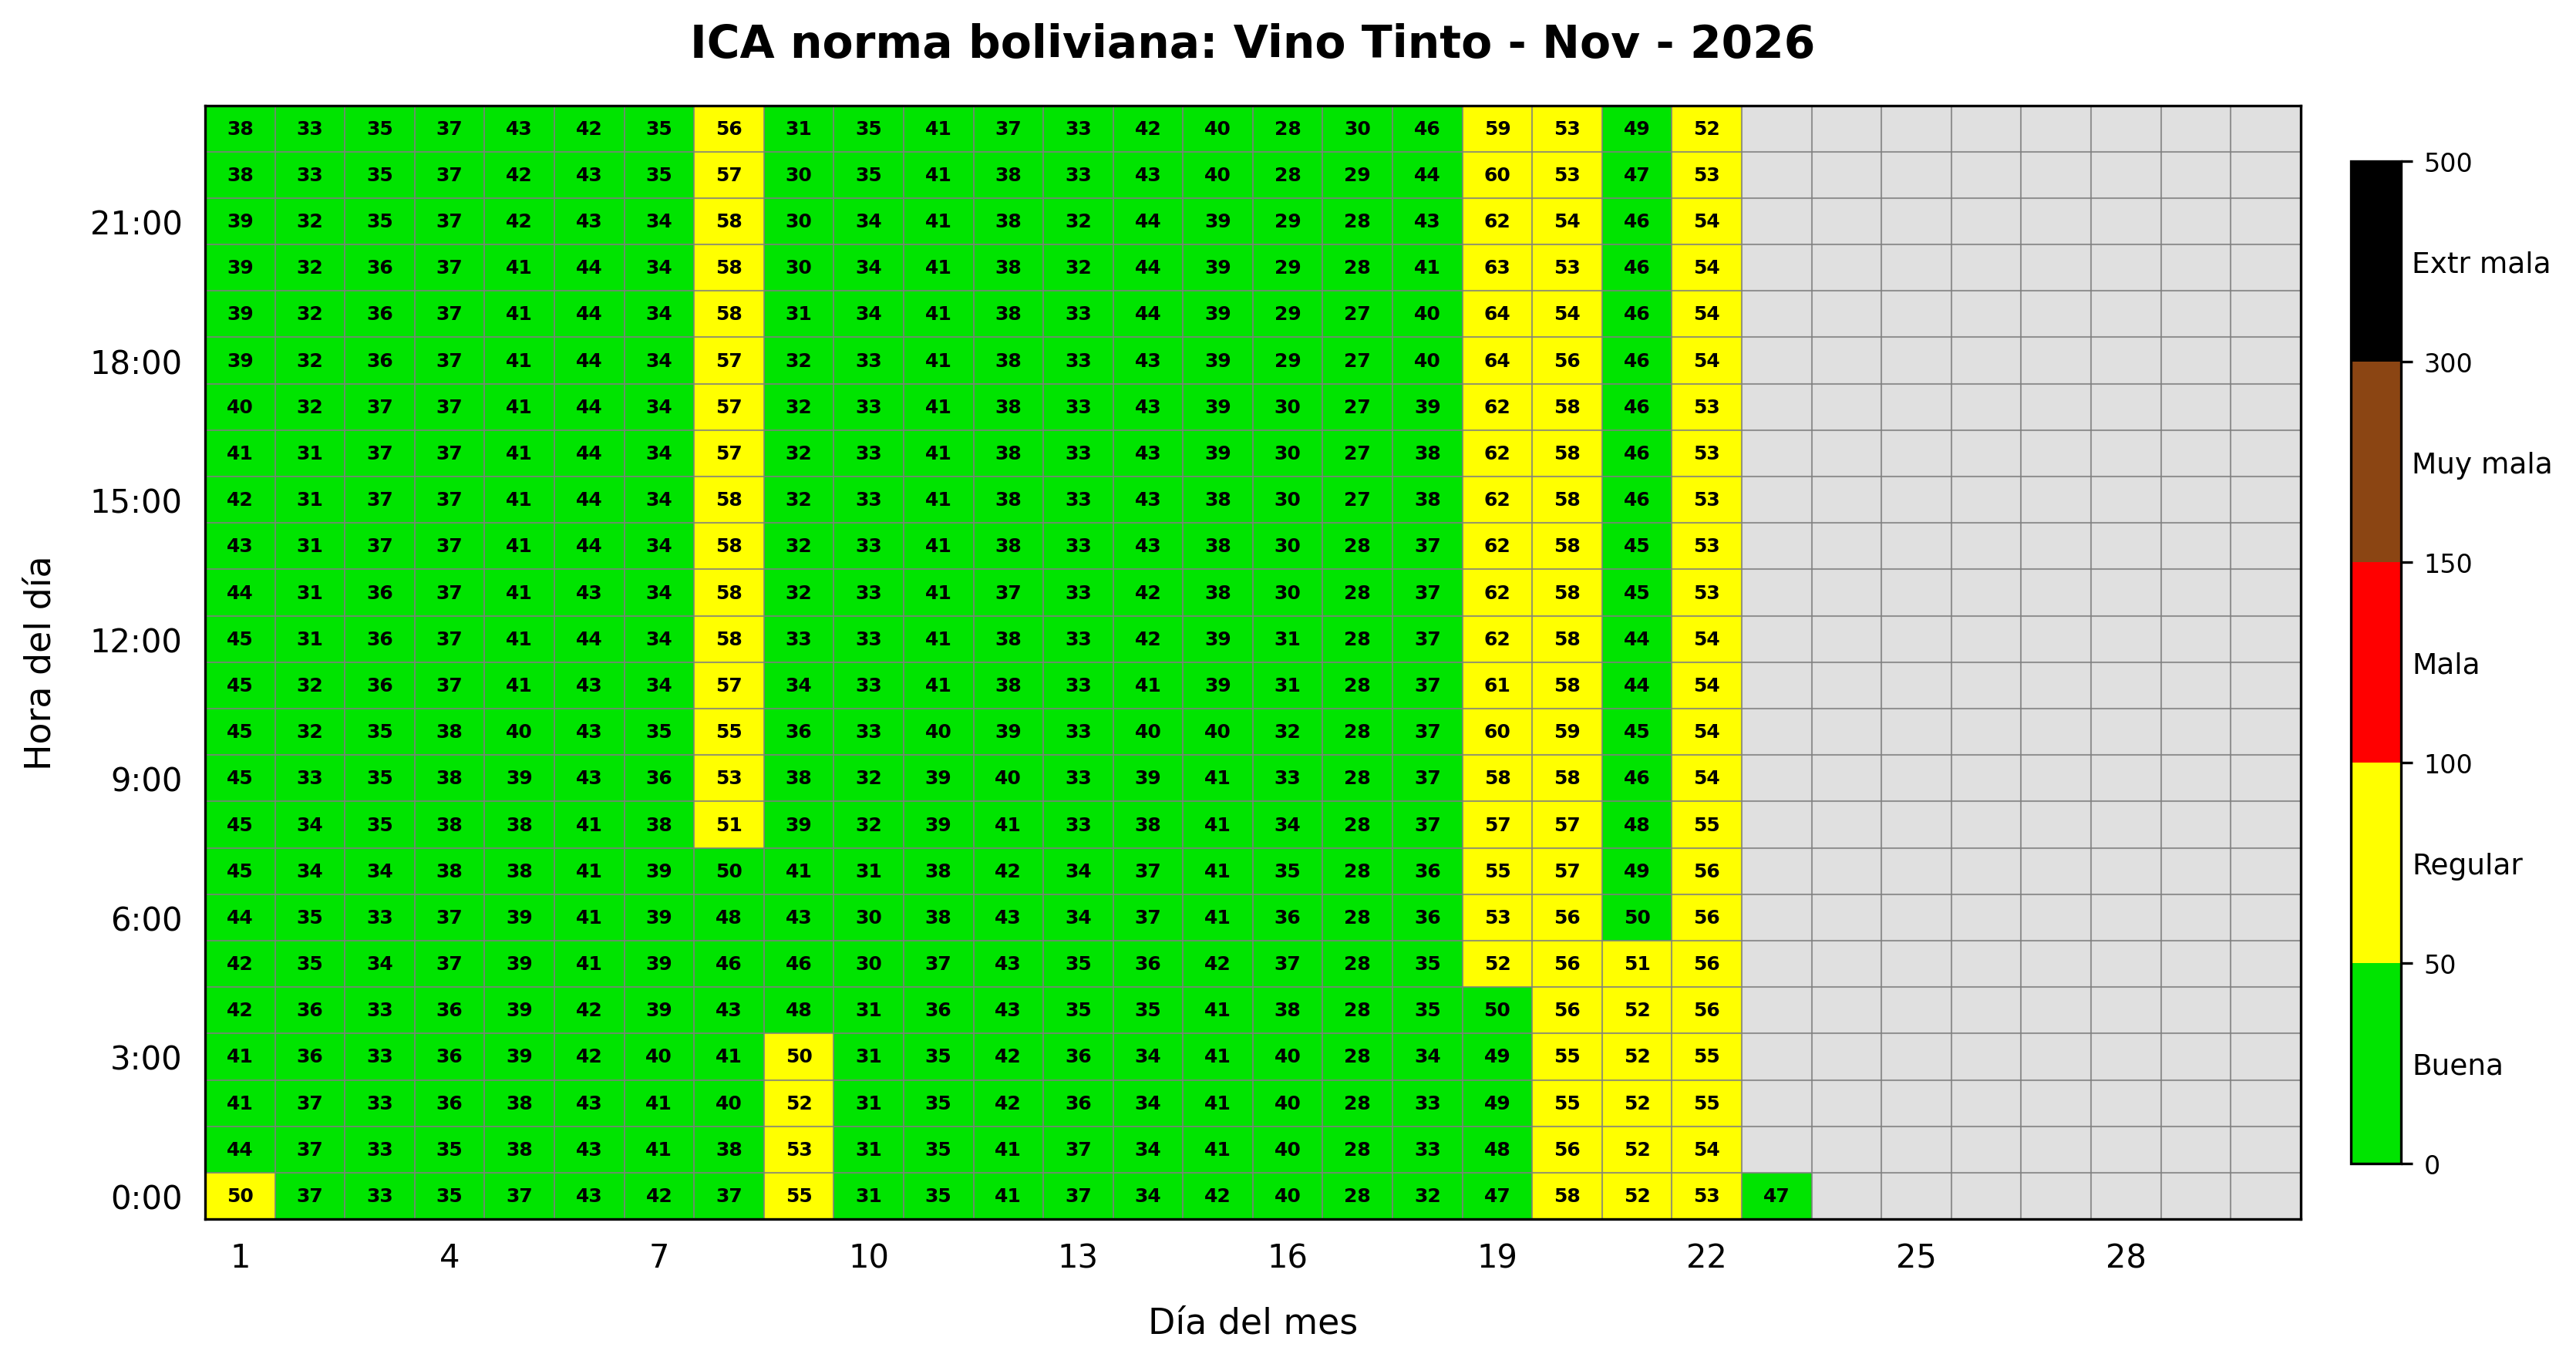 ICA norma boliviana: Vino Tinto - Nov - 2026
38 33 35 37 43 42 35 56 31 35 41 37 33 42 40 28 30 46 59 53 49 52
38 33 35 37 42 43 35 57 30 35 41 38 33 43 40 28 29 44 60 53 47 53
21:00 39 32 35 37 42 43 34 58 30 34 41 38 32 44 39 29 28 43 62 54 46 54
39 32 36 37 41 44 34 58 30 34 41 38 32 44 39 29 28 41 63 53 46 54
39 32 36 37 41 44 34 58 31 34 41 38 33 44 39 29 27 40 64 54 46 54
18:00 39 32 36 37 41 44 34 57 32 33 41 38 33 43 39 29 27 40 64 56 46 54
40 32 37 37 41 44 34 57 32 33 41 38 33 43 39 30 27 39 62 58 46 53
41 31 37 37 41 44 34 57 32 33 41 38 33 43 39 30 27 38 62 58 46 53
15:00 42 31 37 37 41 44 34 58 32 33 41 38 33 43 38 30 27 38 62 58 46 53
43 31 37 37 41 44 34 58 32 33 41 38 33 43 38 30 28 37 62 58 45 53
44 31 36 37 41 43 34 58 32 33 41 37 33 42 38 30 28 37 62 58 45 53
12:00 45 31 36 37 41 44 34 58 33 33 41 38 33 42 39 31 28 37 62 58 44 54
45 32 36 37 41 43 34 57 34 33 41 38 33 41 39 31 28 37 61 58 44 54
45 32 35 38 40 43 35 55 36 33 40 39 33 40 40 32 28 37 60 59 45 54
9:00 45 33 35 38 39 43 36 53 38 32 39 40 33 39 41 33 28 37 58 58 46 54
45 34 35 38 38 41 38 51 39 32 39 41 33 38 41 34 28 37 57 57 48 55
45 34 34 38 38 41 39 50 41 31 38 42 34 37 41 35 28 36 55 57 49 56
6:00 44 35 33 37 39 41 39 48 43 30 38 43 34 37 41 36 28 36 53 56 50 56
42 35 34 37 39 41 39 46 46 30 37 43 35 36 42 37 28 35 52 56 51 56
42 36 33 36 39 42 39 43 48 31 36 43 35 35 41 38 28 35 50 56 52 56
3:00 41 36 33 36 39 42 40 41 50 31 35 42 36 34 41 40 28 34 49 55 52 55
41 37 33 36 38 43 41 40 52 31 35 42 36 34 41 40 28 33 49 55 52 55
44 37 33 35 38 43 41 38 53 31 35 41 37 34 41 40 28 33 48 56 52 54
0:00 50 37 33 35 37 43 42 37 55 31 35 41 37 34 42 40 28 32 47 58 52 53 47
1 4 7 10 13 16 19 22 25 28
Día del mes
Hora del día
500
Extr mala
300
Muy mala
150
Mala
100
Regular
50
Buena
0